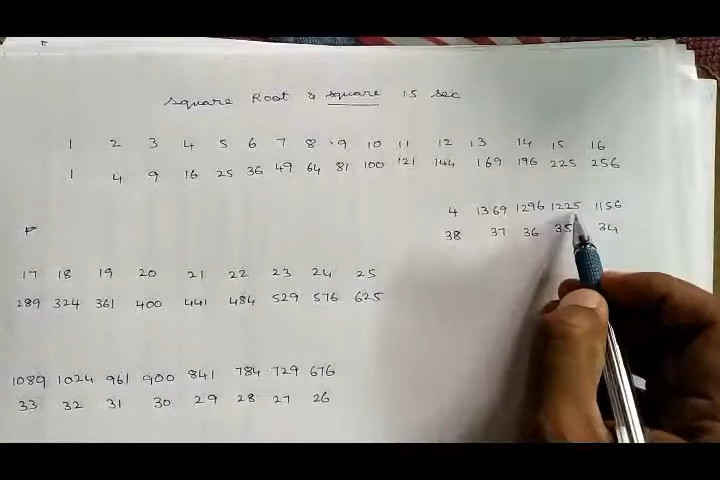 square Root & square 15 sec
1 2 3 4 5 6 7 8 9 10 11 12 13 14 15 16
1 4 9 16 25 36 49 64 81 100 121 144 169 196 225 256
4 1369 1296 1225 1156
38 37 36 35 34
17 18 19 20 21 22 23 24 25
289 324 361 400 441 484 529 576 625
1089 1024 961 900 841 784 729 676
33 32 31 30 29 28 27 26